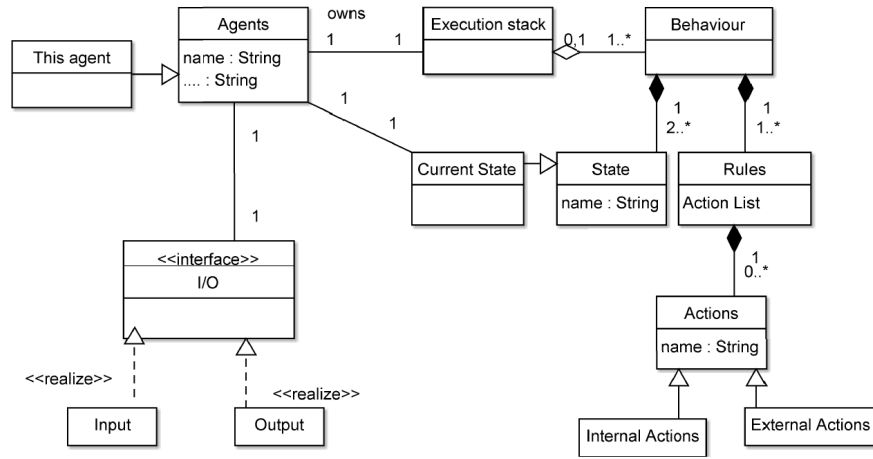 Agents
owns
Execution stack
Behaviour
This agent
name : String
.... : String
1
1
0,1
1..*
1
1
1
2..*
1
1..*
1
Current State
State
name : String
Rules
Action List
1
<<interface>>
I/O
1
0..*
Actions
name : String
<<realize>>
<<realize>>
Input
Output
Internal Actions
External Actions